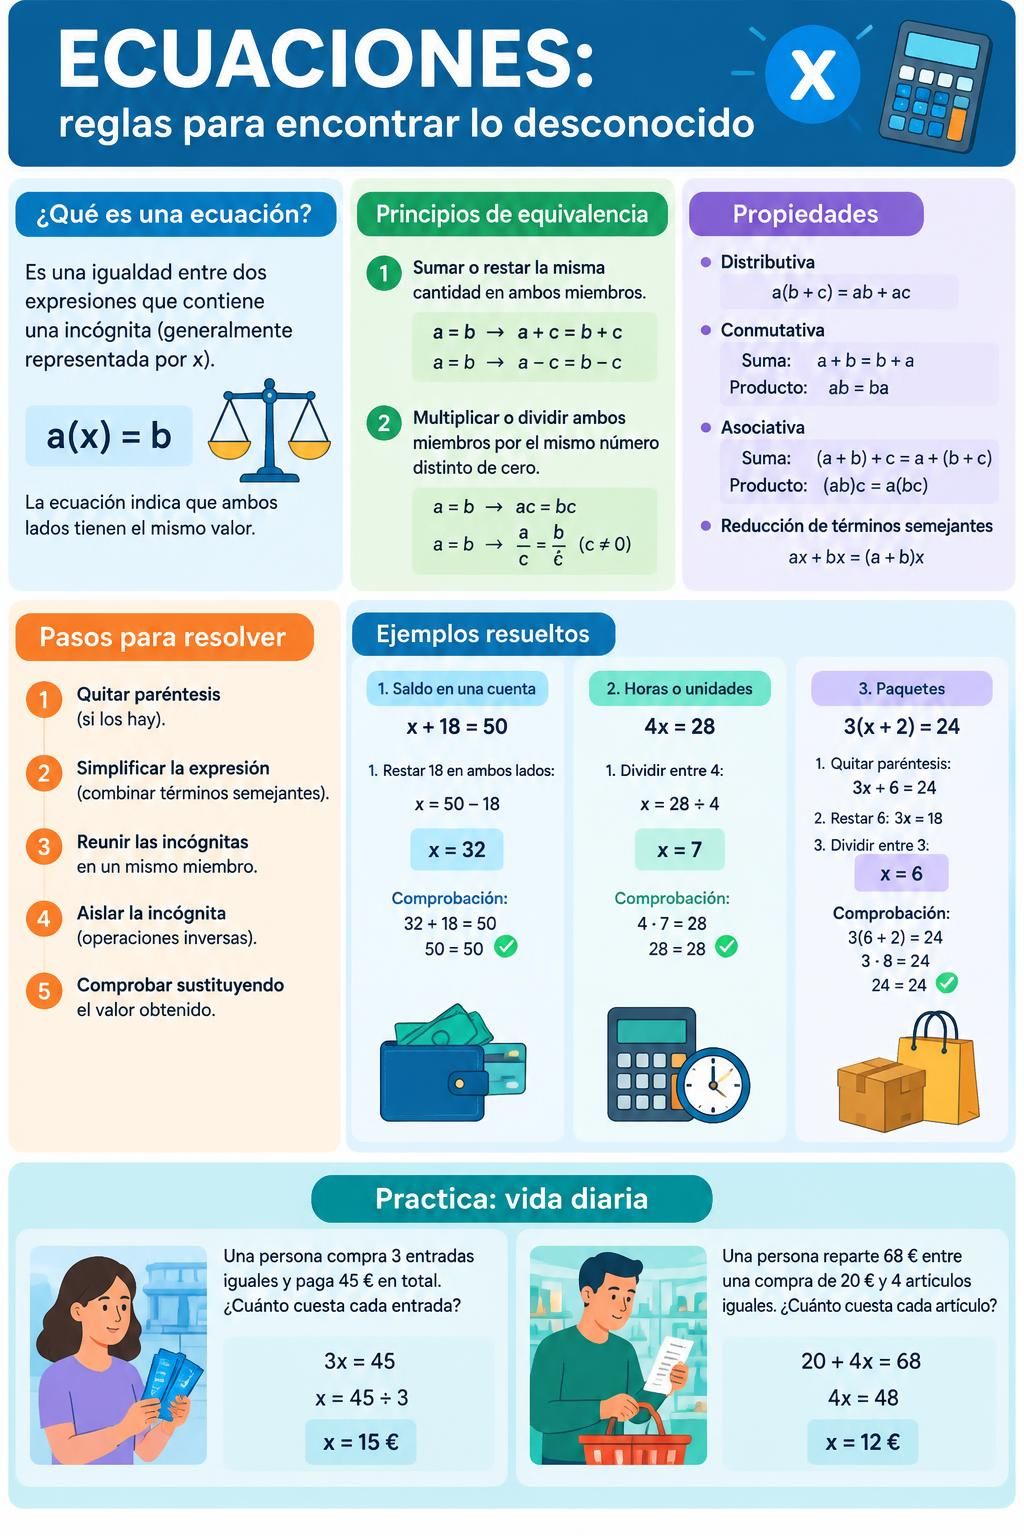 ECUACIONES:
reglas para encontrar lo desconocido
x
¿Qué es una ecuación?
Es una igualdad entre dos
expresiones que contiene
una incógnita (generalmente
representada por x).
a(x) = b
La ecuación indica que ambos
lados tienen el mismo valor.
Principios de equivalencia
1 Sumar o restar la misma
cantidad en ambos miembros.
a = b → a + c = b + c
a = b → a − c = b − c
2 Multiplicar o dividir ambos
miembros por el mismo número
distinto de cero.
a = b → ac = bc
a = b → a/c = b/ć (c ≠ 0)
Propiedades
• Distributiva
a(b + c) = ab + ac
• Conmutativa
Suma: a + b = b + a
Producto: ab = ba
• Asociativa
Suma: (a + b) + c = a + (b + c)
Producto: (ab)c = a(bc)
• Reducción de términos semejantes
ax + bx = (a + b)x
Pasos para resolver
1 Quitar paréntesis
(si los hay).
2 Simplificar la expresión
(combinar términos semejantes).
3 Reunir las incógnitas
en un mismo miembro.
4 Aislar la incógnita
(operaciones inversas).
5 Comprobar sustituyendo
el valor obtenido.
Ejemplos resueltos
1. Saldo en una cuenta
x + 18 = 50
1. Restar 18 en ambos lados:
x = 50 – 18
x = 32
Comprobación:
32 + 18 = 50
50 = 50
2. Horas o unidades
4x = 28
1. Dividir entre 4:
x = 28 ÷ 4
x = 7
Comprobación:
4 · 7 = 28
28 = 28
3. Paquetes
3(x + 2) = 24
1. Quitar paréntesis:
3x + 6 = 24
2. Restar 6: 3x = 18
3. Dividir entre 3:
x = 6
Comprobación:
3(6 + 2) = 24
3 · 8 = 24
24 = 24
Practica: vida diaria
Una persona compra 3 entradas
iguales y paga 45 € en total.
¿Cuánto cuesta cada entrada?
3x = 45
x = 45 ÷ 3
x = 15 €
Una persona reparte 68 € entre
una compra de 20 € y 4 artículos
iguales. ¿Cuánto cuesta cada artículo?
20 + 4x = 68
4x = 48
x = 12 €